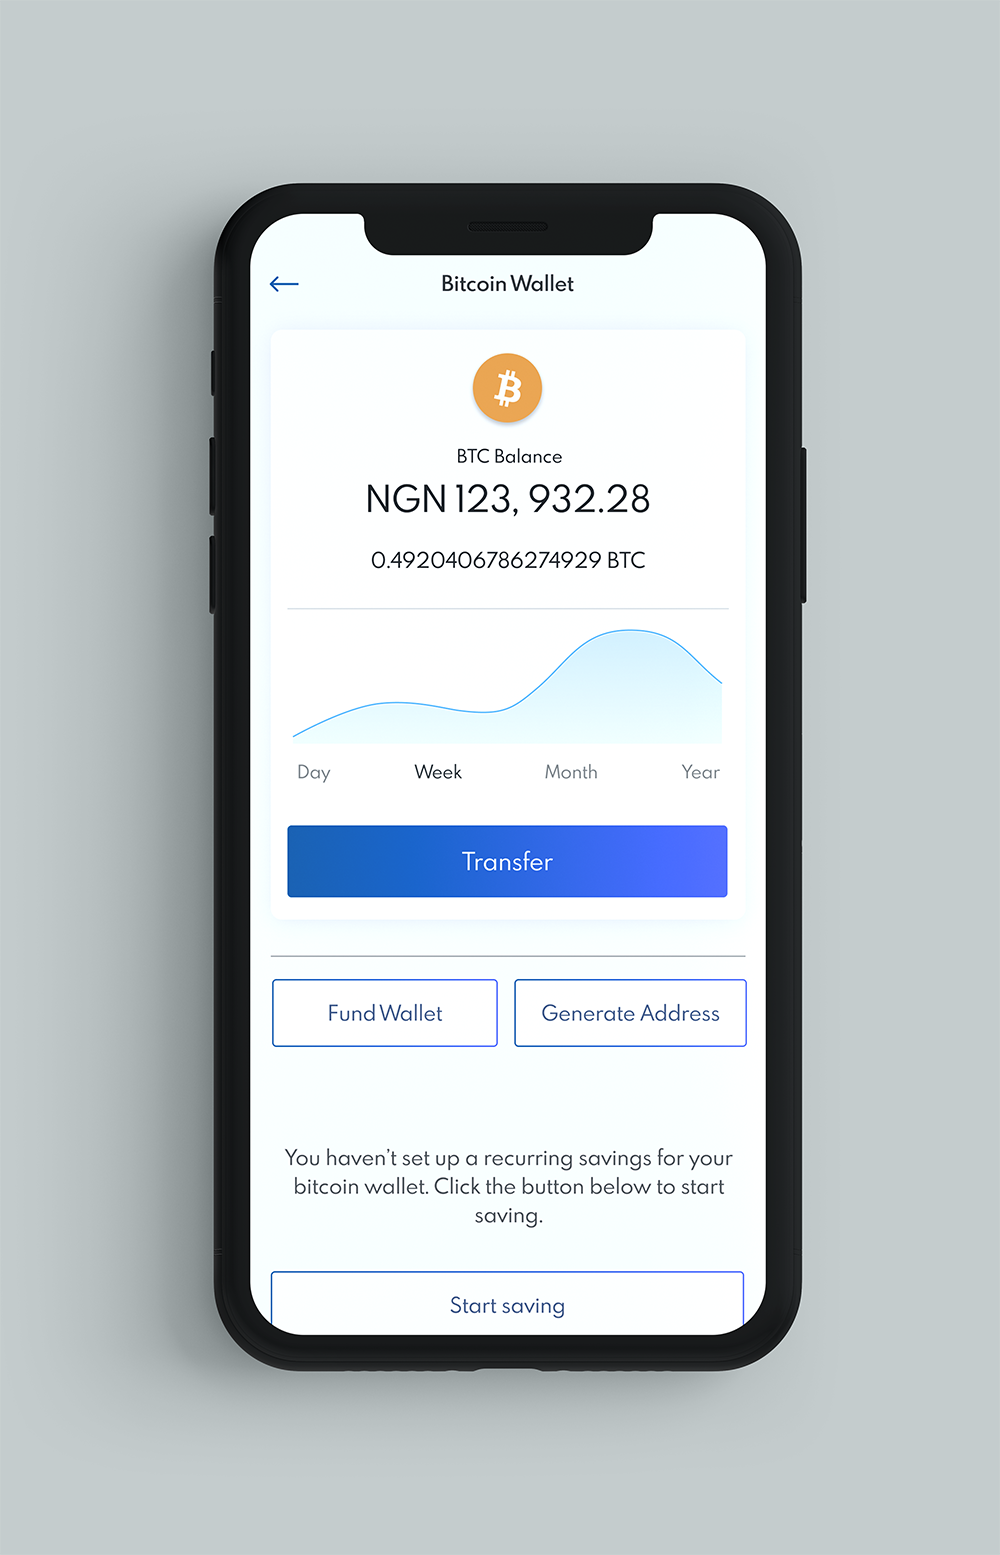 Bitcoin Wallet
BTC Balance
NGN 123, 932.28
0.4920406786274929 BTC
Day Week Month Year
Transfer
Fund Wallet Generate Address
You haven't set up a recurring savings for your
bitcoin wallet. Click the button below to start
saving.
Start saving